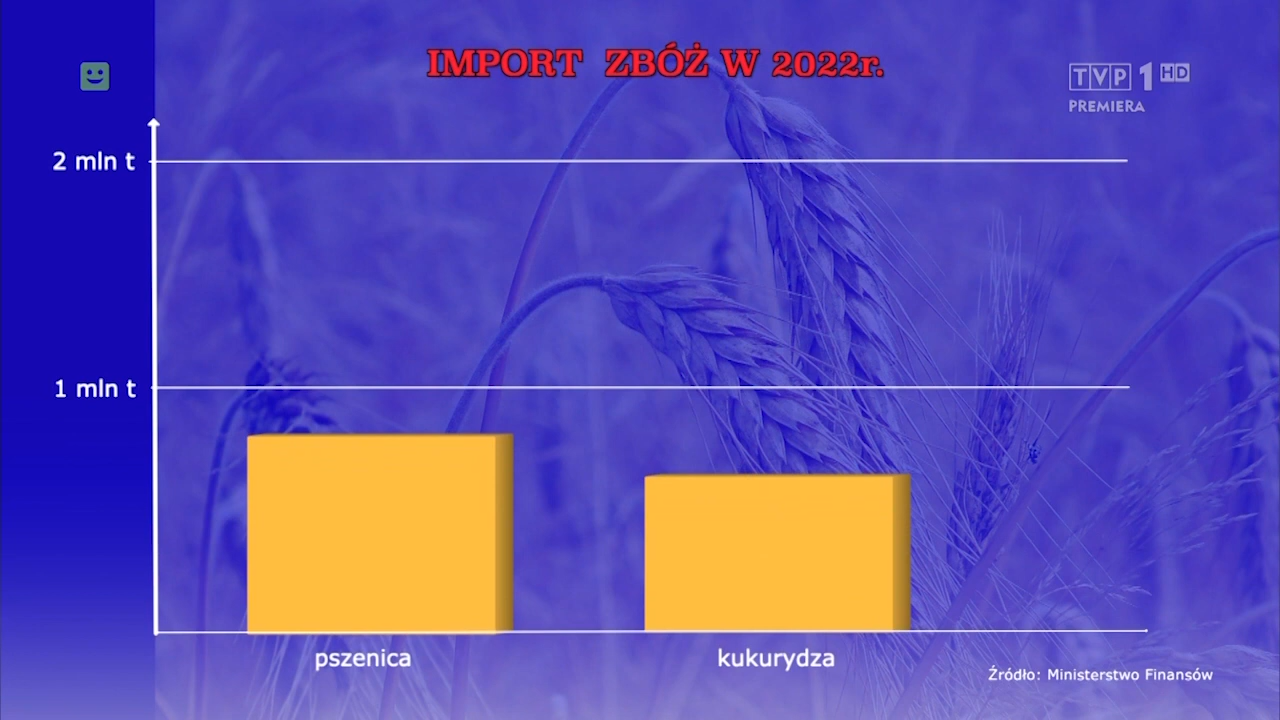 IMPORT ZBÓŻ W 2022r.
TVP 1 HD
PREMIERA
2 mln t
1 mln t
pszenica
kukurydza
Źródło: Ministerstwo Finansów